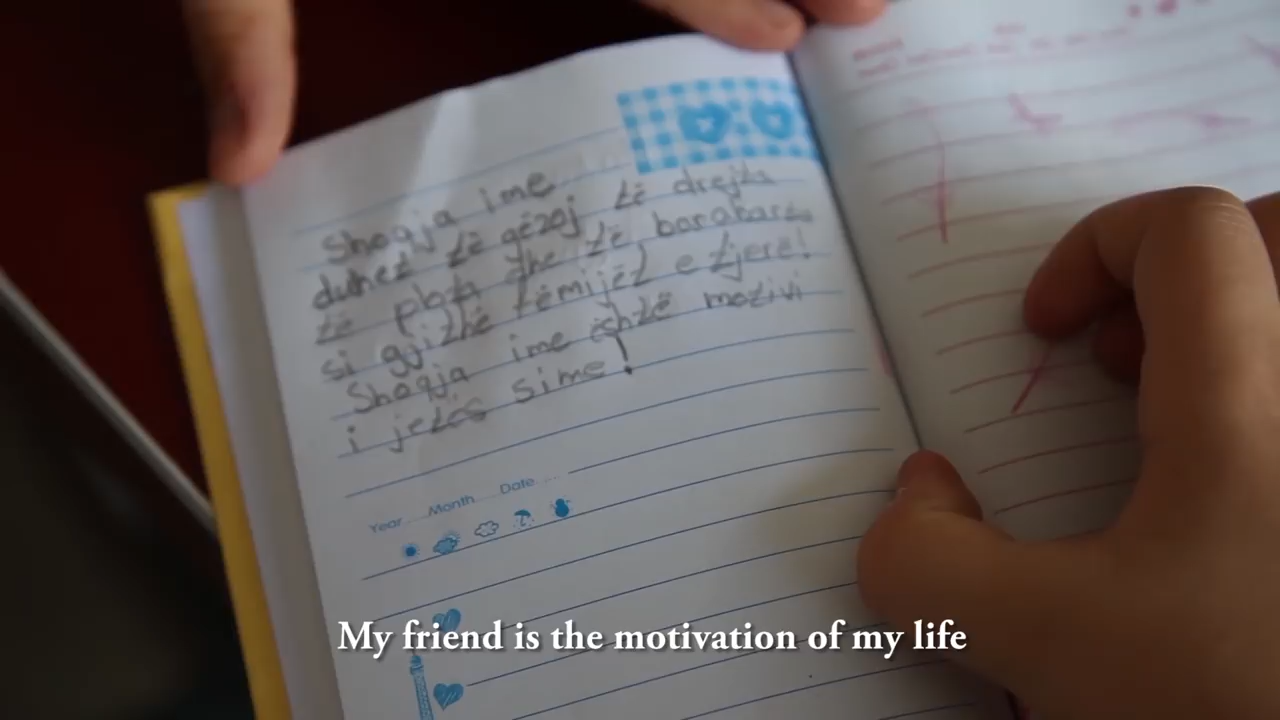 Shoqja ime
duhet të gëzoj të drejta
të plota dhe të barabarta
si gjithë fëmijët e tjerë!
Shoqja ime është motivi
i jetës sime!
Year Month Date
My friend is the motivation of my life